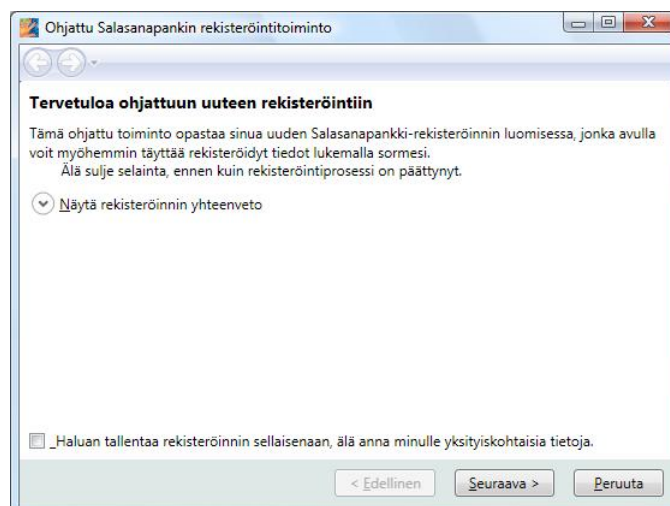 Ohjattu Salasanapankin rekisteröintitoiminto
Tervetuloa ohjattuun uuteen rekisteröintiin
Tämä ohjattu toiminto opastaa sinua uuden Salasanapankki-rekisteröinnin luomisessa, jonka avulla
voit myöhemmin täyttää rekisteröidyt tiedot lukemalla sormesi.
Älä sulje selainta, ennen kuin rekisteröintiprosessi on päättynyt.
Näytä rekisteröinnin yhteenveto
_Haluan tallentaa rekisteröinnin sellaisenaan, älä anna minulle yksityiskohtaisia tietoja.
< Edellinen Seuraava > Peruuta